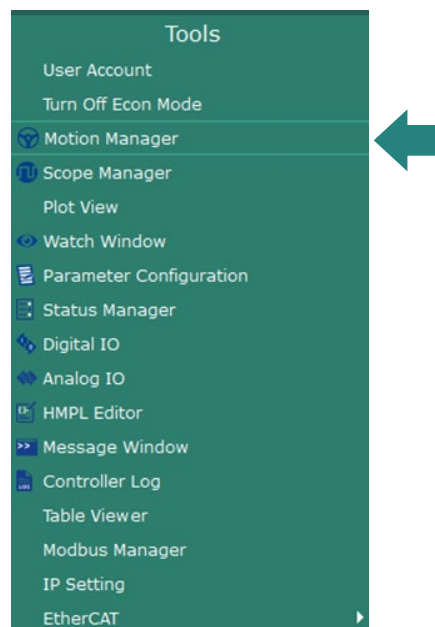 Tools
User Account
Turn Off Econ Mode
Motion Manager
Scope Manager
Plot View
Watch Window
Parameter Configuration
Status Manager
Digital IO
Analog IO
HMPL Editor
Message Window
LOG
Controller Log
Table Viewer
Modbus Manager
IP Setting
EtherCAT